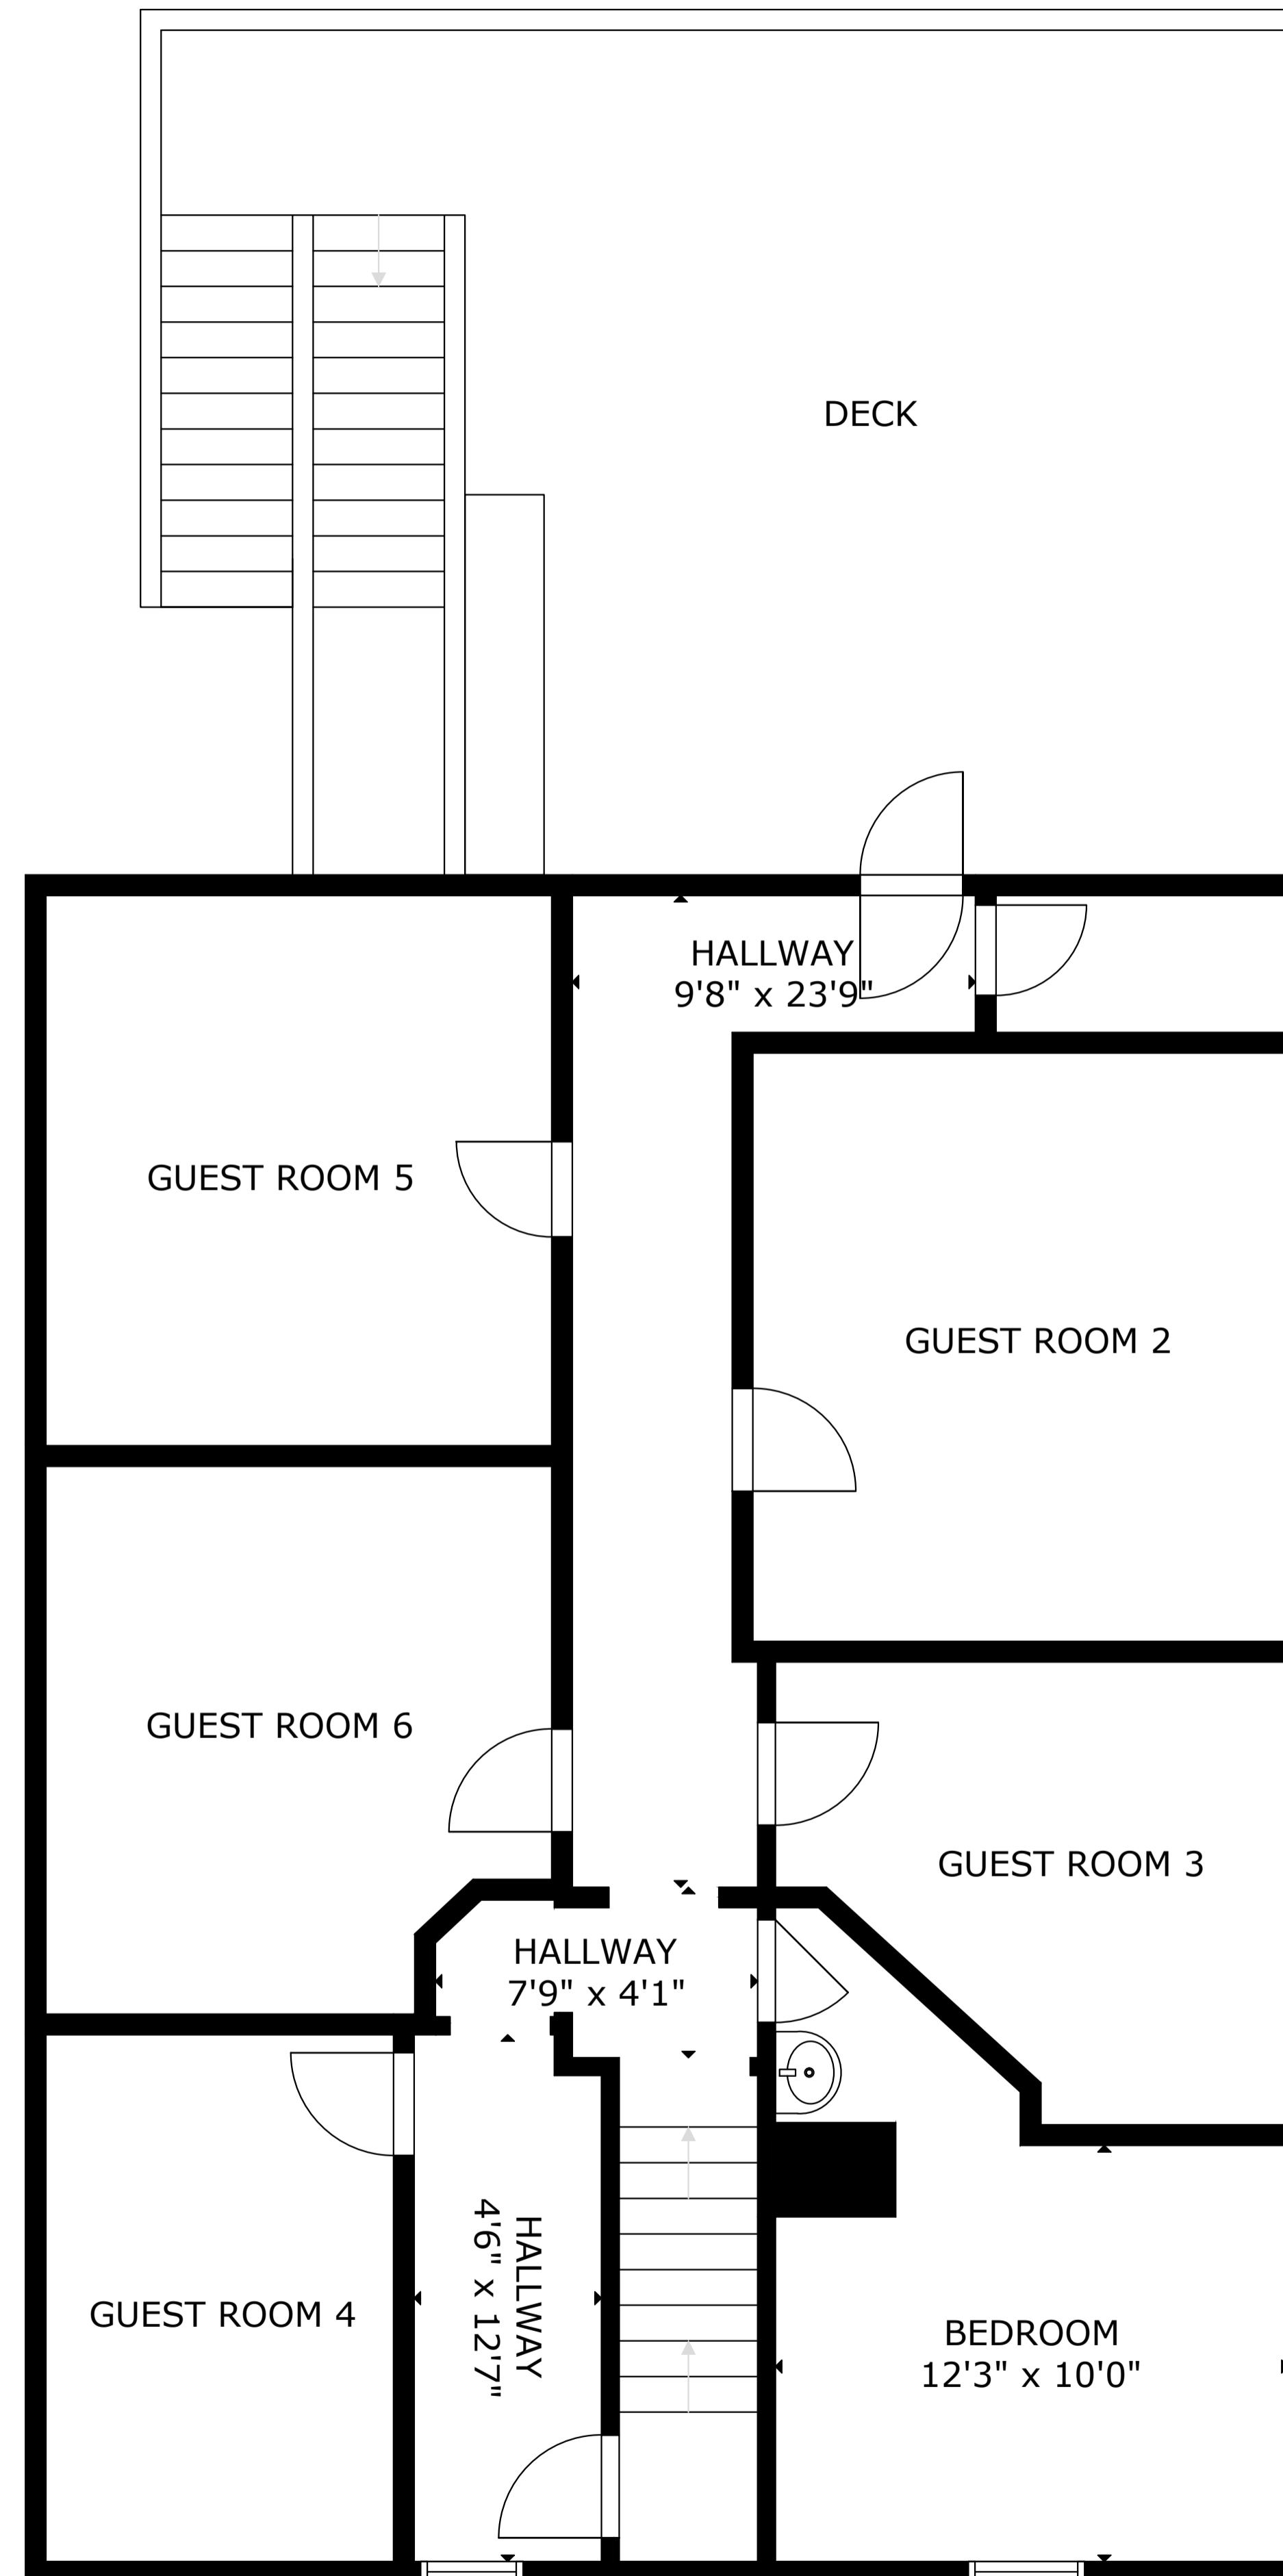 DECK
HALLWAY
9'8" x 23'9"
GUEST ROOM 5
GUEST ROOM 2
GUEST ROOM 6
GUEST ROOM 3
HALLWAY
7'9" x 4'1"
HALLWAY
4'6" x 12'7"
GUEST ROOM 4
BEDROOM
12'3" x 10'0"